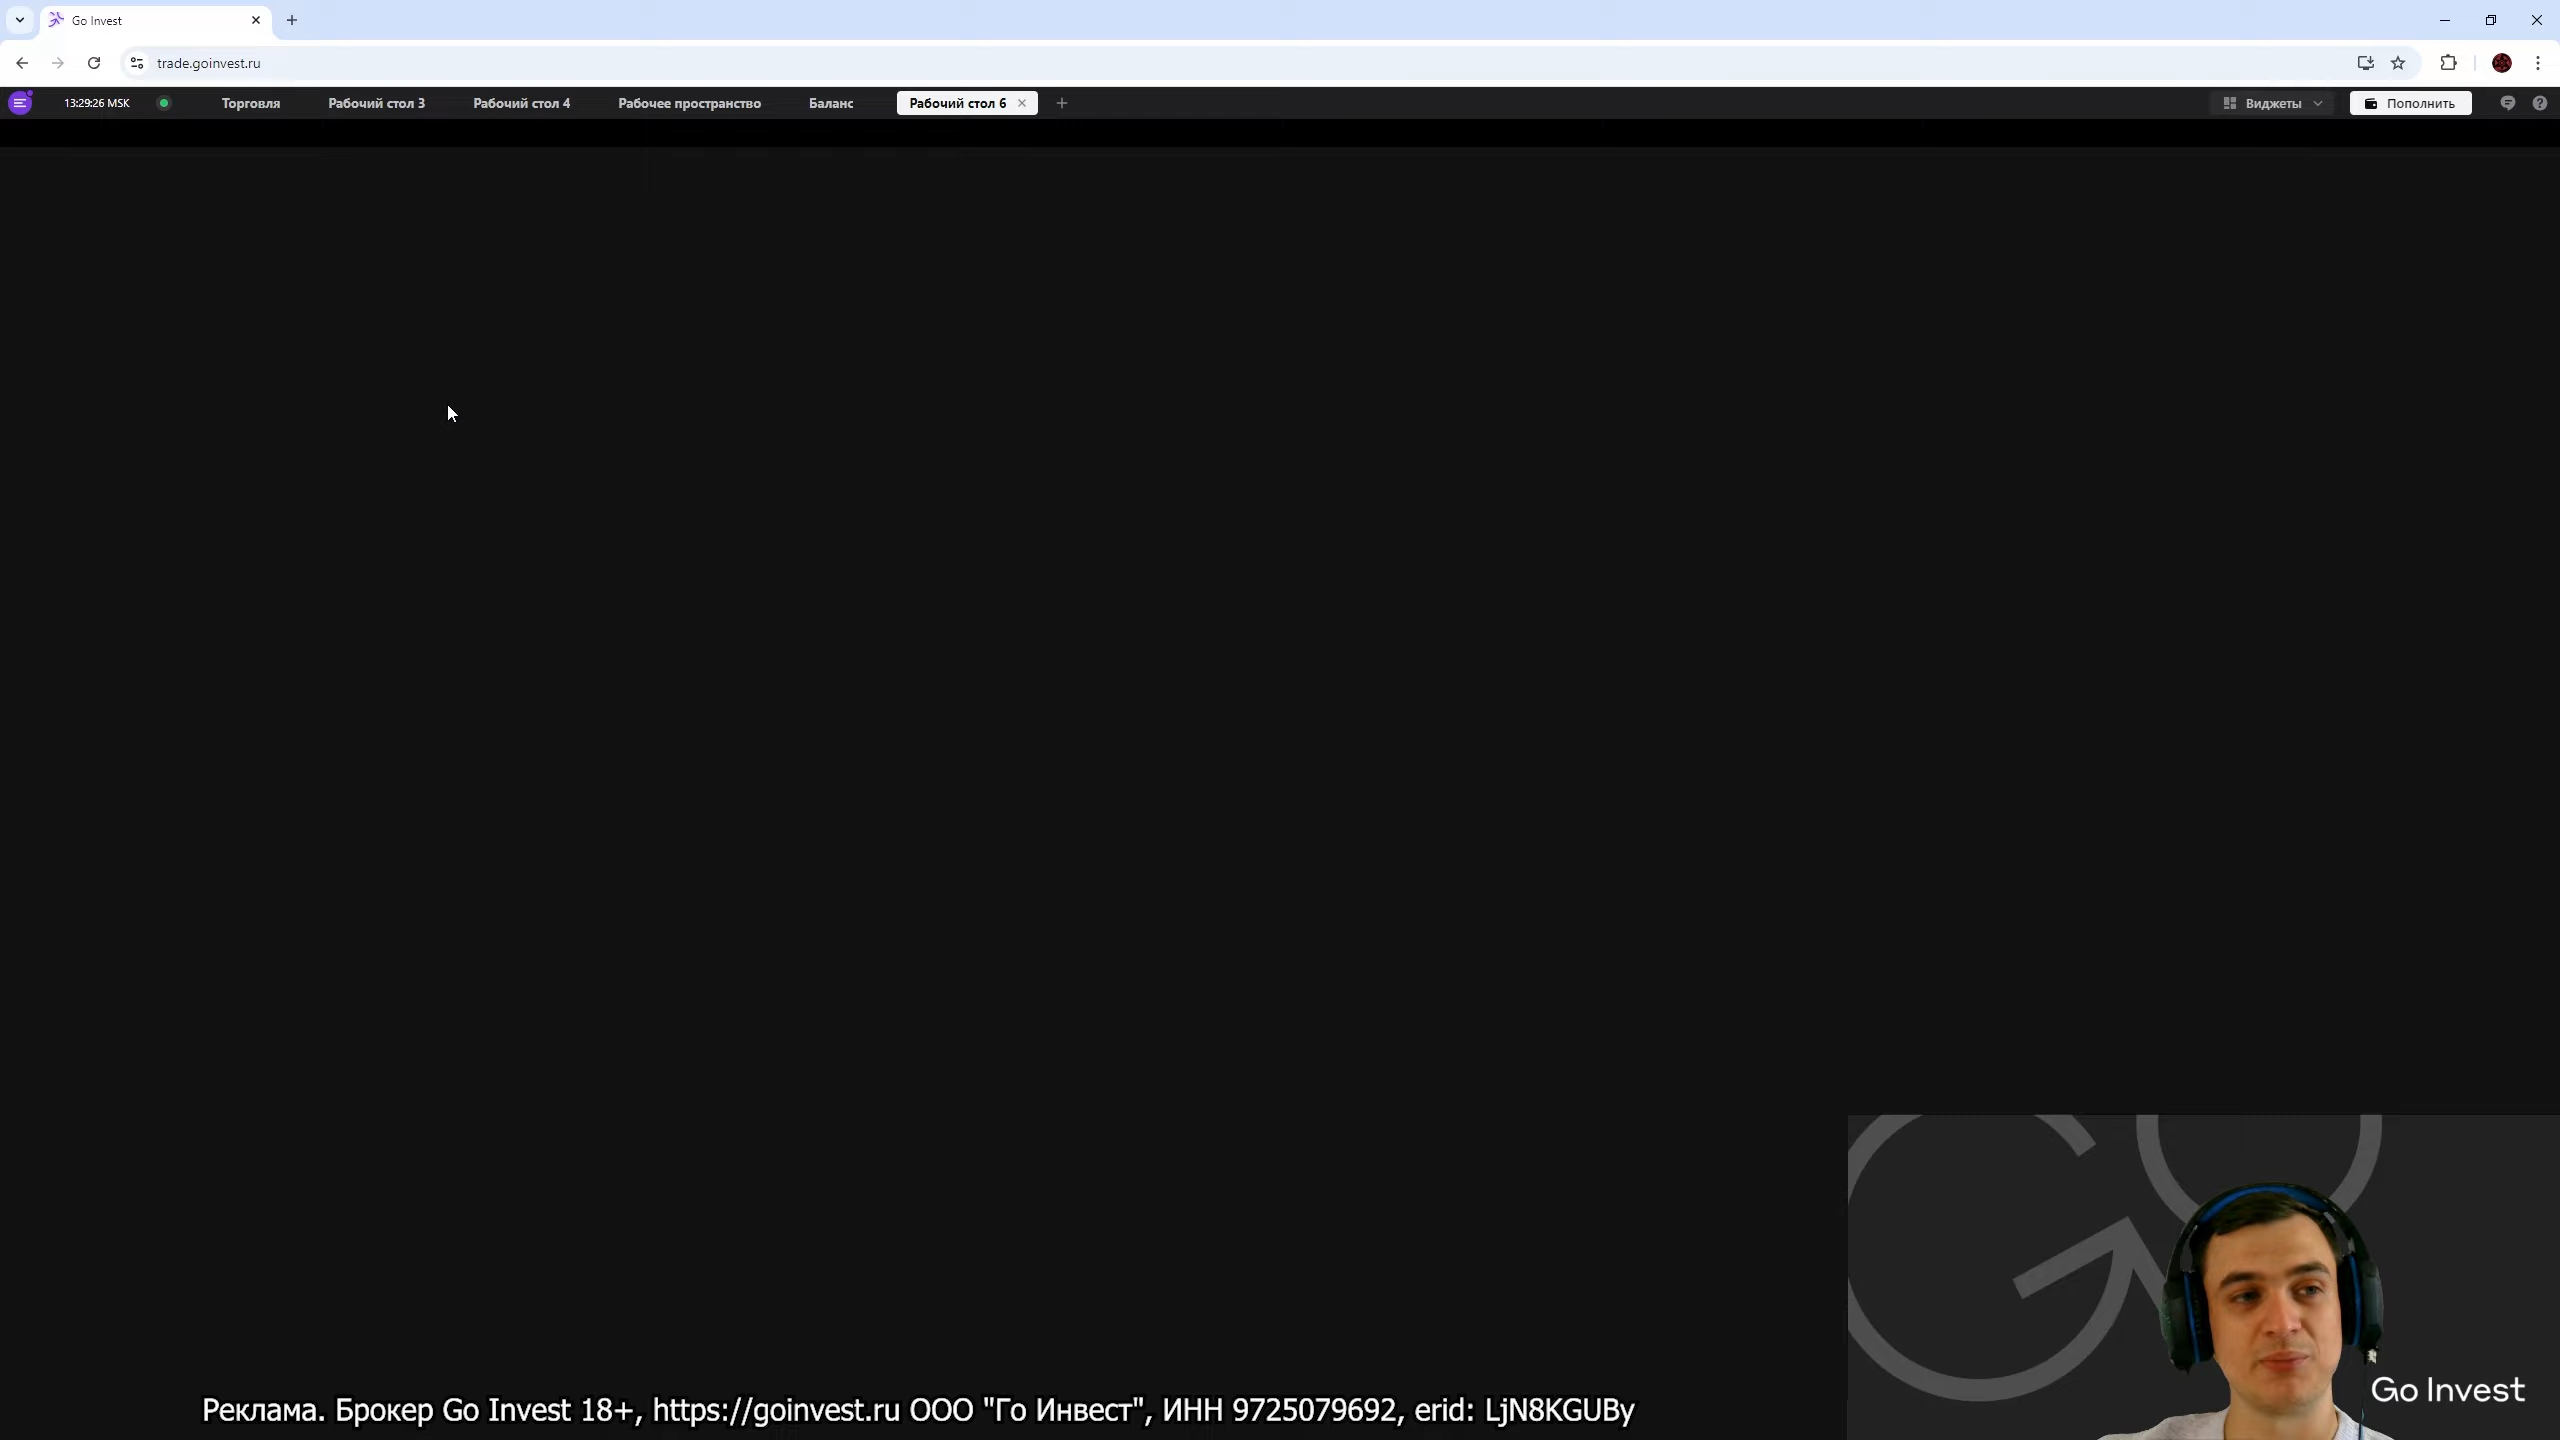 Go Invest
trade.goinvest.ru
13:29:26 MSK
Торговля
Рабочий стол 3
Рабочий стол 4
Рабочее пространство
Баланс
Рабочий стол 6
Виджеты
Пополнить
GO
Go Invest
Реклама. Брокер Go Invest 18+, https://goinvest.ru ООО "Го Инвест", ИНН 9725079692, erid: LjN8KGUBy